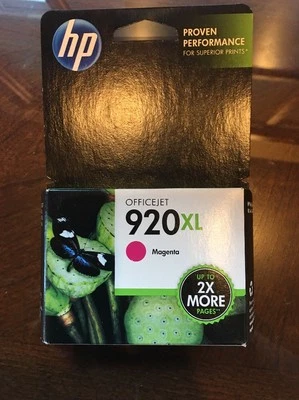 hp
PROVEN
PERFORMANCE
FOR SUPERIOR PRINTS*
OFFICEJET
920XL
Magenta
UP TO
2X
MORE
PAGES**